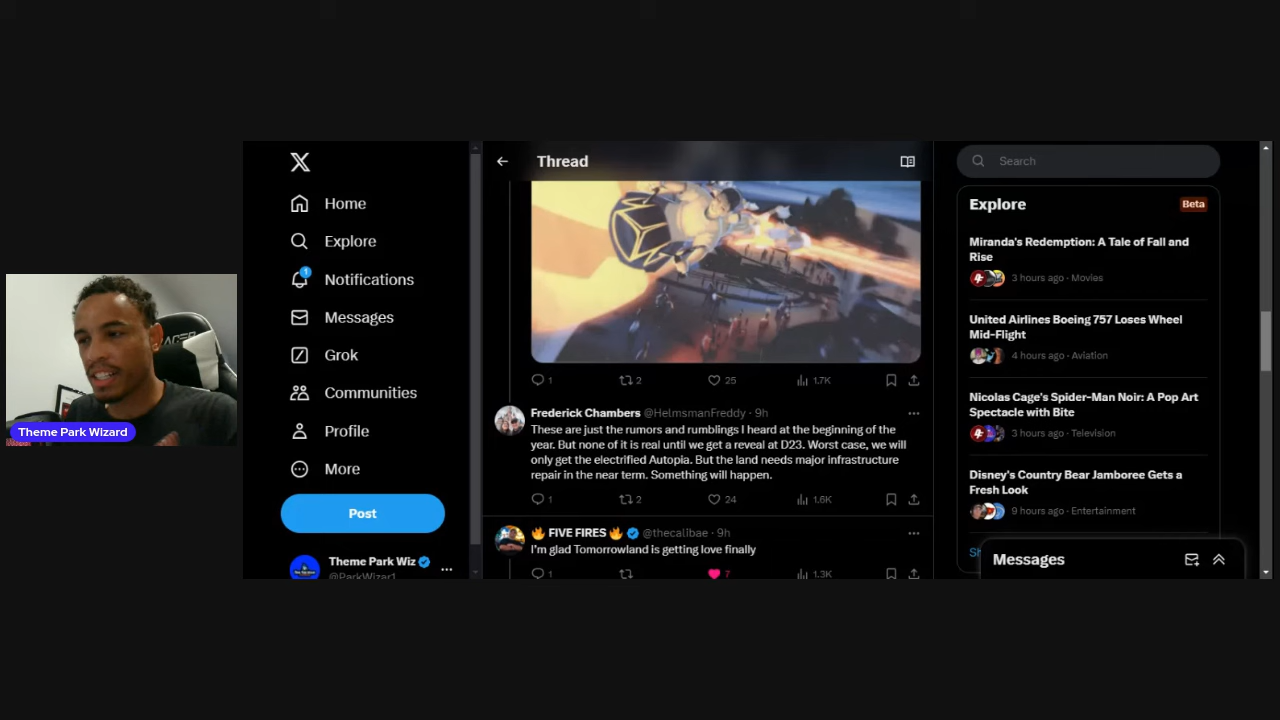 Theme Park Wizard
Home
Explore
Notifications
1
Messages
Grok
Communities
Profile
More
Post
Theme Park Wiz
@ParkWizar1
Thread
1
2
25
1.7K
Frederick Chambers @HelmsmanFreddy · 9h
These are just the rumors and rumblings I heard at the beginning of the
year. But none of it is real until we get a reveal at D23. Worst case, we will
only get the electrified Autopia. But the land needs major infrastructure
repair in the near term. Something will happen.
1
2
24
1.6K
🔥 FIVE FIRES 🔥 @thecalibae · 9h
I'm glad Tomorrowland is getting love finally
1
7
1.3K
Search
Explore
Beta
Miranda's Redemption: A Tale of Fall and
Rise
3 hours ago · Movies
United Airlines Boeing 757 Loses Wheel
Mid-Flight
4 hours ago · Aviation
Nicolas Cage's Spider-Man Noir: A Pop Art
Spectacle with Bite
3 hours ago · Television
Disney's Country Bear Jamboree Gets a
Fresh Look
9 hours ago · Entertainment
Messages